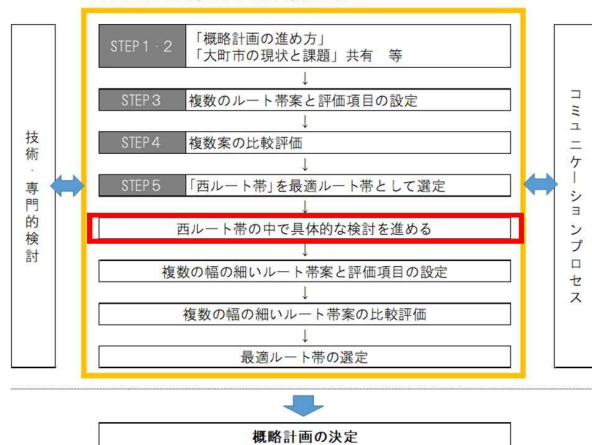 STEP1・2
「概略計画の進め方」
「大町市の現状と課題」共有　等
↓
STEP3
複数のルート帯案と評価項目の設定
↓
STEP4
複数案の比較評価
↓
STEP5
「西ルート帯」を最適ルート帯として選定
↓
西ルート帯の中で具体的な検討を進める
↓
複数の幅の細いルート帯案と評価項目の設定
↓
複数の幅の細いルート帯案の比較評価
↓
最適ルート帯の選定
技術・専門的検討
コミュニケーションプロセス
概略計画の決定